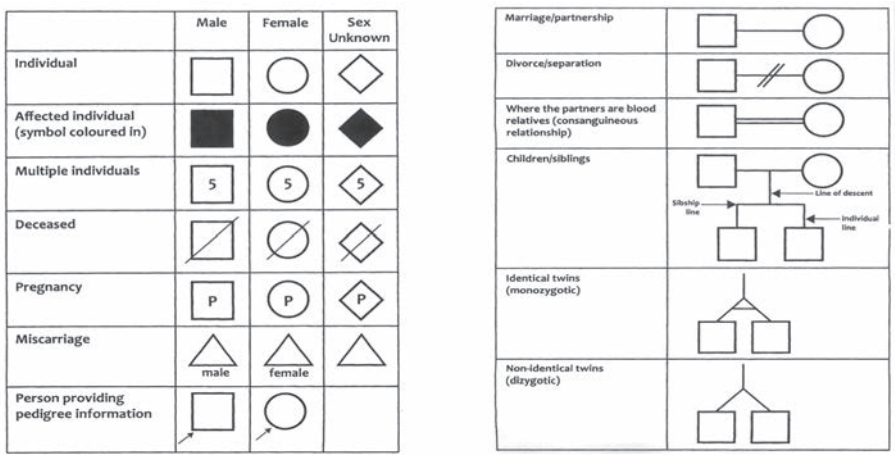 Male Female Sex
Unknown
Individual
Affected individual
(symbol coloured in)
Multiple individuals 5 5 5
Deceased
Pregnancy P P P
Miscarriage
male female
Person providing
pedigree information
Marriage/partnership
Divorce/separation
Where the partners are blood
relatives (consanguineous
relationship)
Children/siblings
Line of descent
Sibship
line
Individual
line
Identical twins
(monozygotic)
Non-identical twins
(dizygotic)